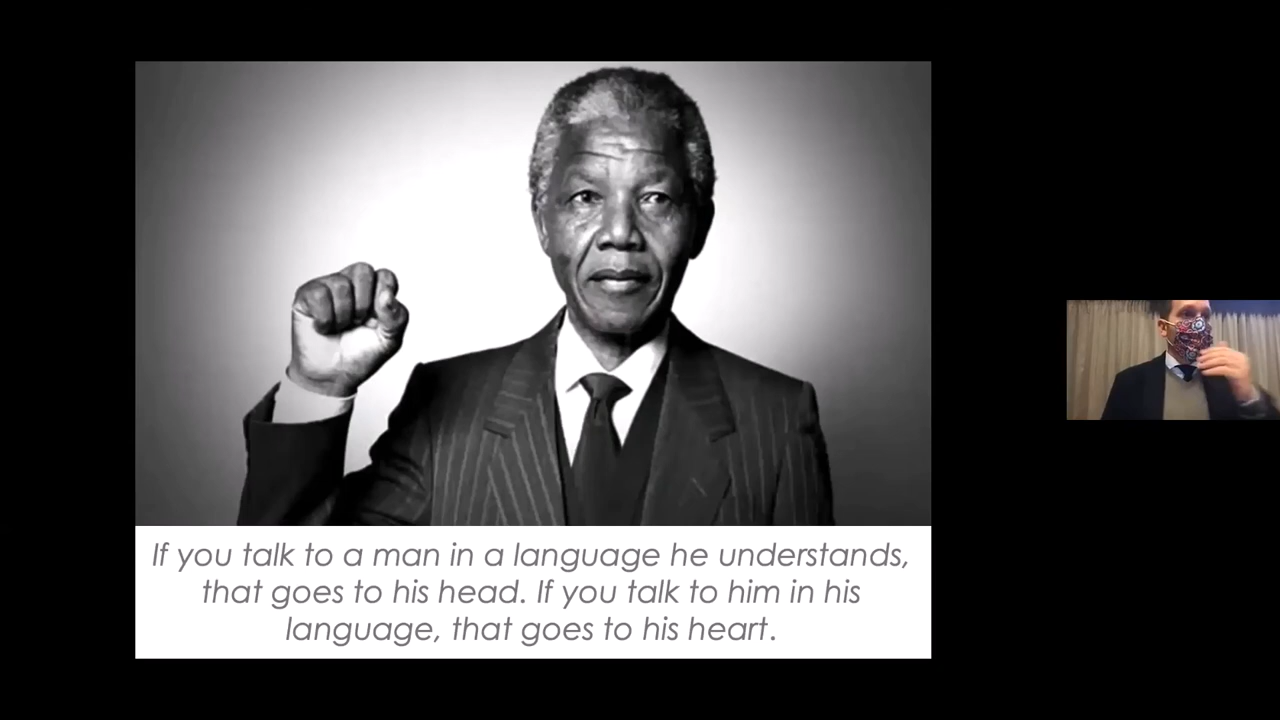 If you talk to a man in a language he understands,
that goes to his head. If you talk to him in his
language, that goes to his heart.